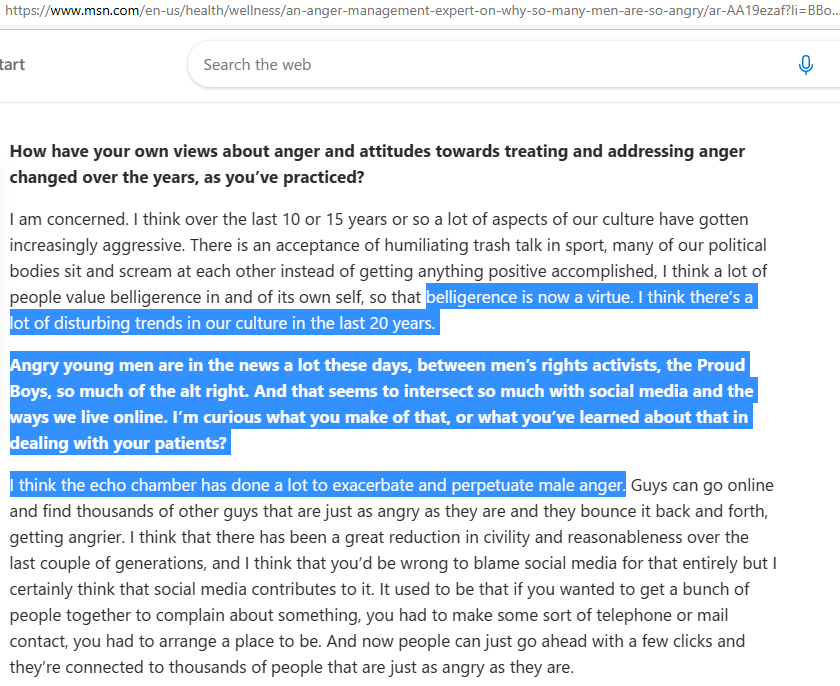 https://www.msn.com/en-us/health/wellness/an-anger-management-expert-on-why-so-many-men-are-so-angry/ar-AA19ezaf?li=BBo...
tart
Search the web
How have your own views about anger and attitudes towards treating and addressing anger
changed over the years, as you’ve practiced?
I am concerned. I think over the last 10 or 15 years or so a lot of aspects of our culture have gotten
increasingly aggressive. There is an acceptance of humiliating trash talk in sport, many of our political
bodies sit and scream at each other instead of getting anything positive accomplished, I think a lot of
people value belligerence in and of its own self, so that belligerence is now a virtue. I think there’s a
lot of disturbing trends in our culture in the last 20 years.
Angry young men are in the news a lot these days, between men’s rights activists, the Proud
Boys, so much of the alt right. And that seems to intersect so much with social media and the
ways we live online. I’m curious what you make of that, or what you’ve learned about that in
dealing with your patients?
I think the echo chamber has done a lot to exacerbate and perpetuate male anger. Guys can go online
and find thousands of other guys that are just as angry as they are and they bounce it back and forth,
getting angrier. I think that there has been a great reduction in civility and reasonableness over the
last couple of generations, and I think that you’d be wrong to blame social media for that entirely but I
certainly think that social media contributes to it. It used to be that if you wanted to get a bunch of
people together to complain about something, you had to make some sort of telephone or mail
contact, you had to arrange a place to be. And now people can just go ahead with a few clicks and
they’re connected to thousands of people that are just as angry as they are.